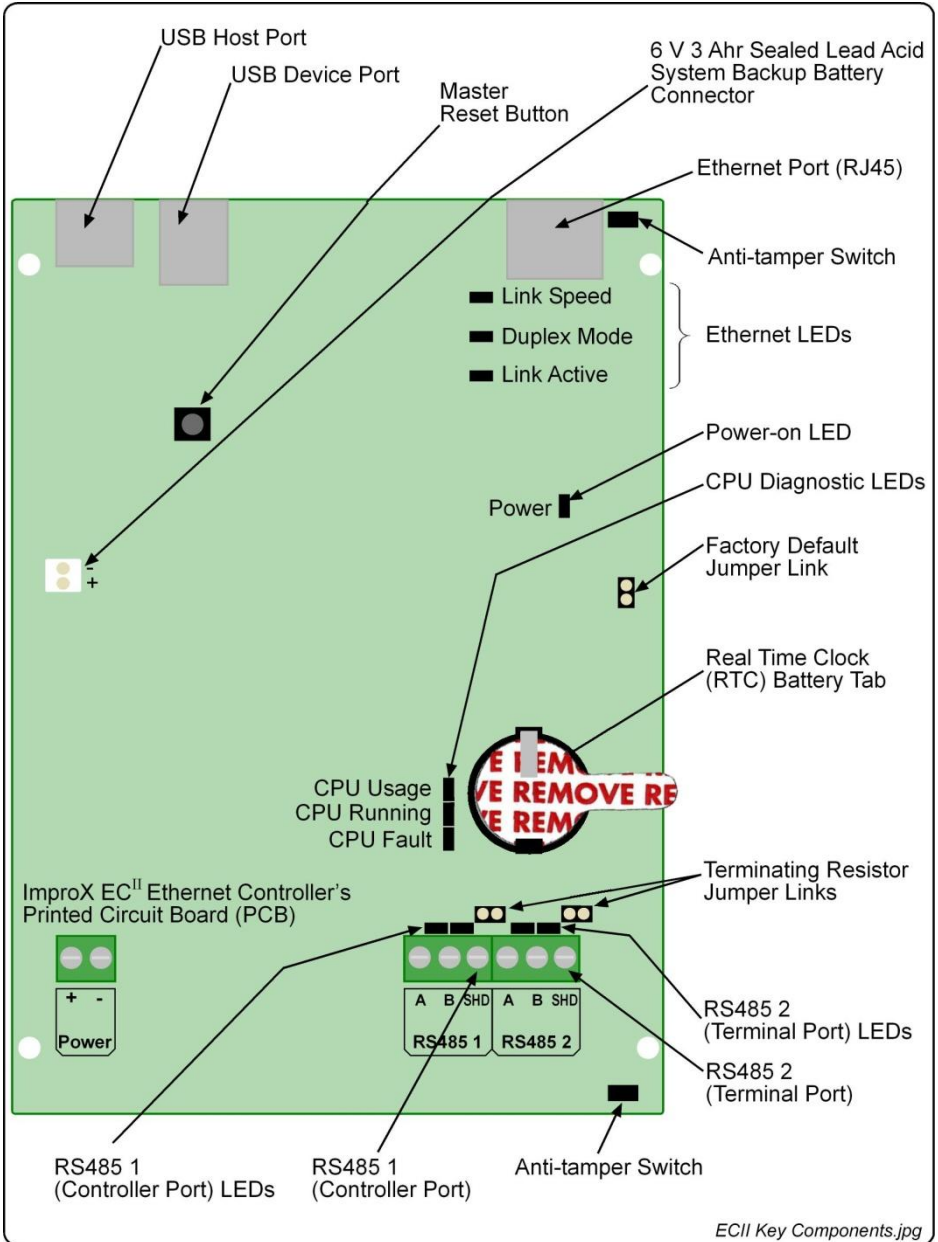 USB Host Port
USB Device Port
Master
Reset Button
6 V 3 Ahr Sealed Lead Acid
System Backup Battery
Connector
Ethernet Port (RJ45)
Anti-tamper Switch
Link Speed
Duplex Mode
Link Active
Ethernet LEDs
Power-on LED
Power
CPU Diagnostic LEDs
Factory Default
Jumper Link
- 
+
Real Time Clock
(RTC) Battery Tab
E REM
VE REMOVE RE
E REM
CPU Usage
CPU Running
CPU Fault
Terminating Resistor
Jumper Links
ImproX EC^II Ethernet Controller's
Printed Circuit Board (PCB)
+ -
Power
A B SHD A B SHD
RS485 1 RS485 2
RS485 2
(Terminal Port) LEDs
RS485 2
(Terminal Port)
RS485 1
(Controller Port) LEDs
RS485 1
(Controller Port)
Anti-tamper Switch
ECII Key Components.jpg